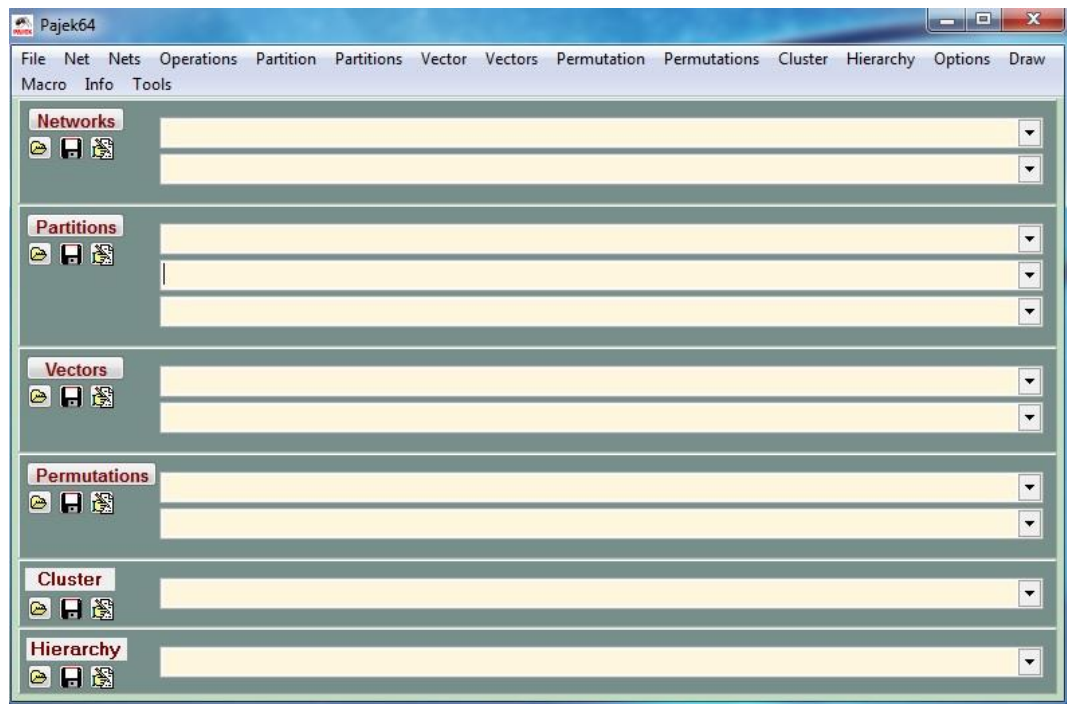 Pajek64
File Net Nets Operations Partition Partitions Vector Vectors Permutation Permutations Cluster Hierarchy Options Draw
Macro Info Tools
Networks
Partitions
Vectors
Permutations
Cluster
Hierarchy